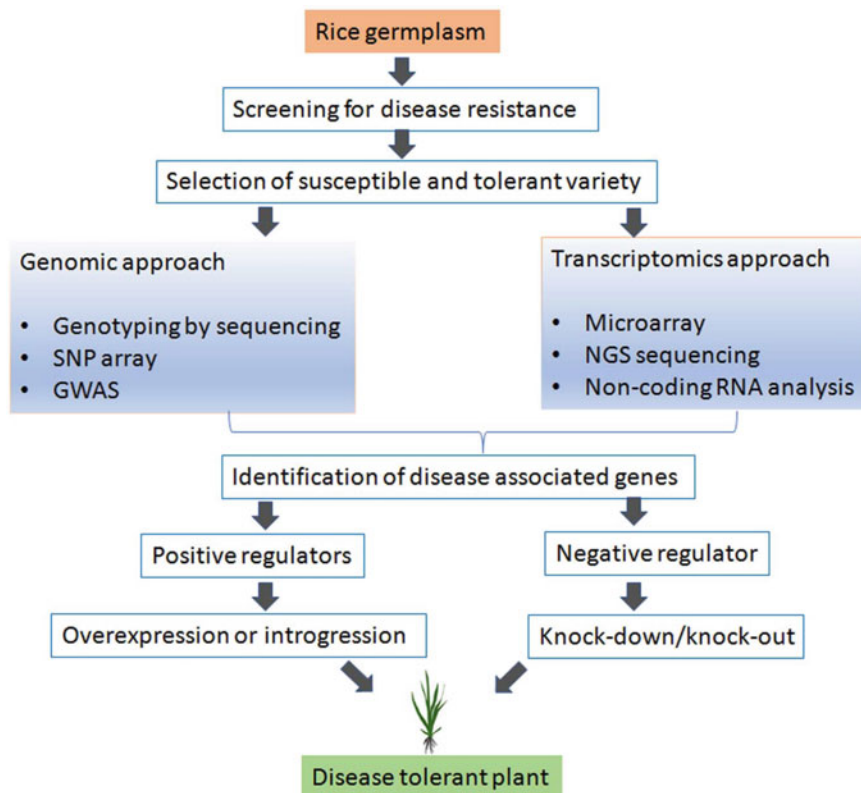 Rice germplasm
Screening for disease resistance
Selection of susceptible and tolerant variety
Genomic approach
• Genotyping by sequencing
• SNP array
• GWAS
Transcriptomics approach
• Microarray
• NGS sequencing
• Non-coding RNA analysis
Identification of disease associated genes
Positive regulators
Negative regulator
Overexpression or introgression
Knock-down/knock-out
Disease tolerant plant